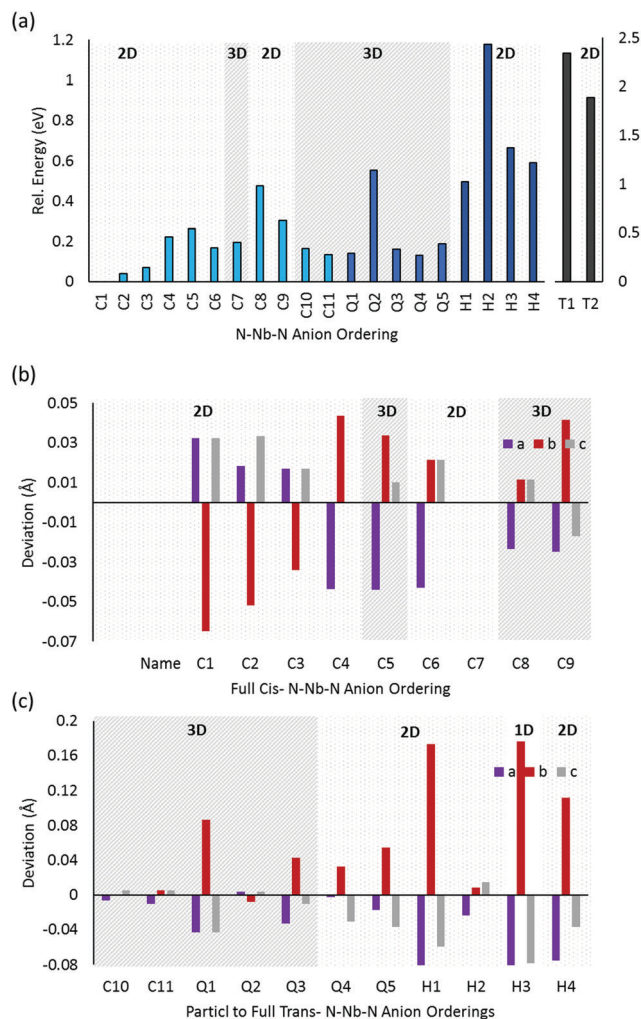 (a)
2D 3D 2D 3D 2D 2D
Rel. Energy (eV)
1.2
1
0.8
0.6
0.4
0.2
0
2.5
2
1.5
1
0.5
0
C1 C2 C3 C4 C5 C6 C7 C8 C9 C10 C11 Q1 Q2 Q3 Q4 Q5 H1 H2 H3 H4 T1 T2
N-Nb-N Anion Ordering
(b)
2D 3D 2D 3D
a b c
Deviation (Å)
0.05
0.03
0.01
-0.01
-0.03
-0.05
-0.07
Name C1 C2 C3 C4 C5 C6 C7 C8 C9
Full Cis- N-Nb-N Anion Ordering
(c)
3D 2D 1D 2D
a b c
Deviation (Å)
0.2
0.16
0.12
0.08
0.04
0
-0.04
-0.08
C10 C11 Q1 Q2 Q3 Q4 Q5 H1 H2 H3 H4
Particl to Full Trans- N-Nb-N Anion Orderings